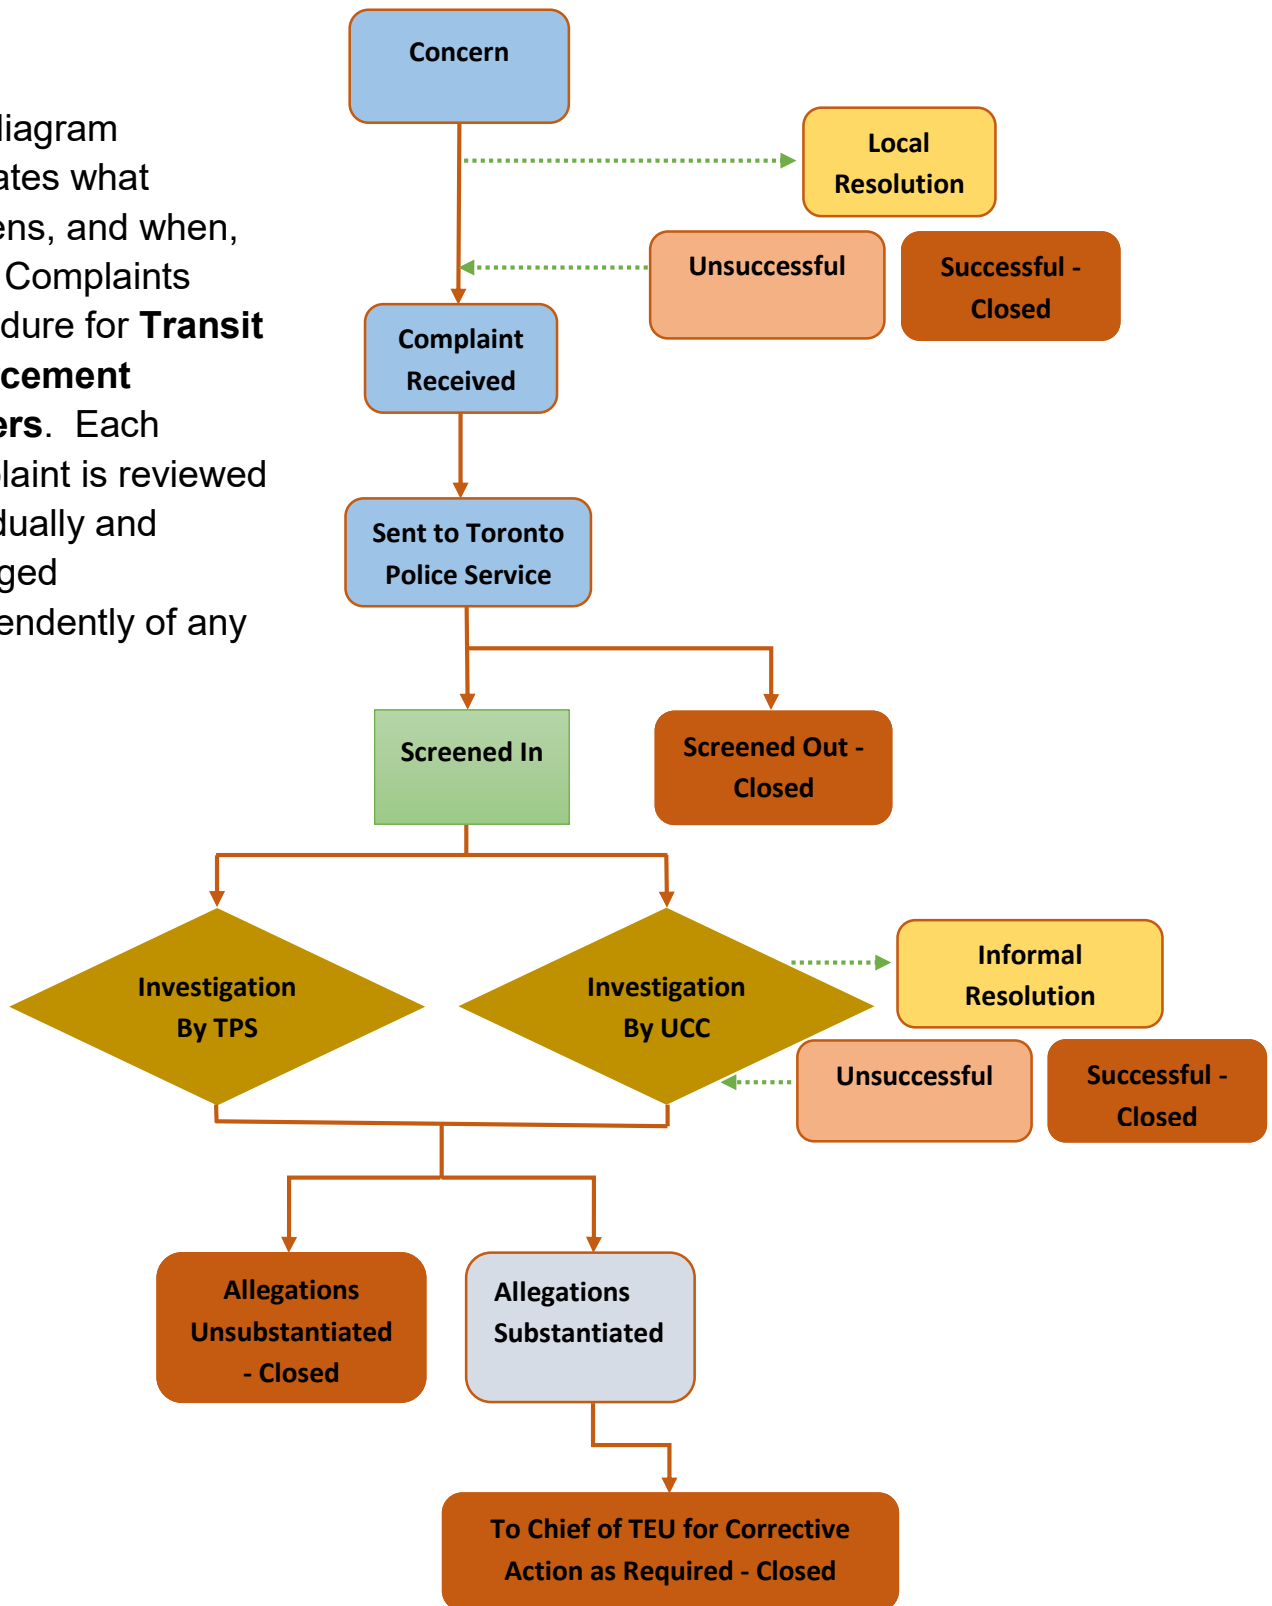 Concern
diagram
ates what
ens, and when,
Complaints
dure for Transit
cement
ers. Each
laint is reviewed
dually and
ged
endently of any
Local
Resolution
Unsuccessful
Successful -
Closed
Complaint
Received
Sent to Toronto
Police Service
Screened In
Screened Out -
Closed
Investigation
By TPS
Investigation
By UCC
Informal
Resolution
Unsuccessful
Successful -
Closed
Allegations
Unsubstantiated
- Closed
Allegations
Substantiated
To Chief of TEU for Corrective
Action as Required - Closed